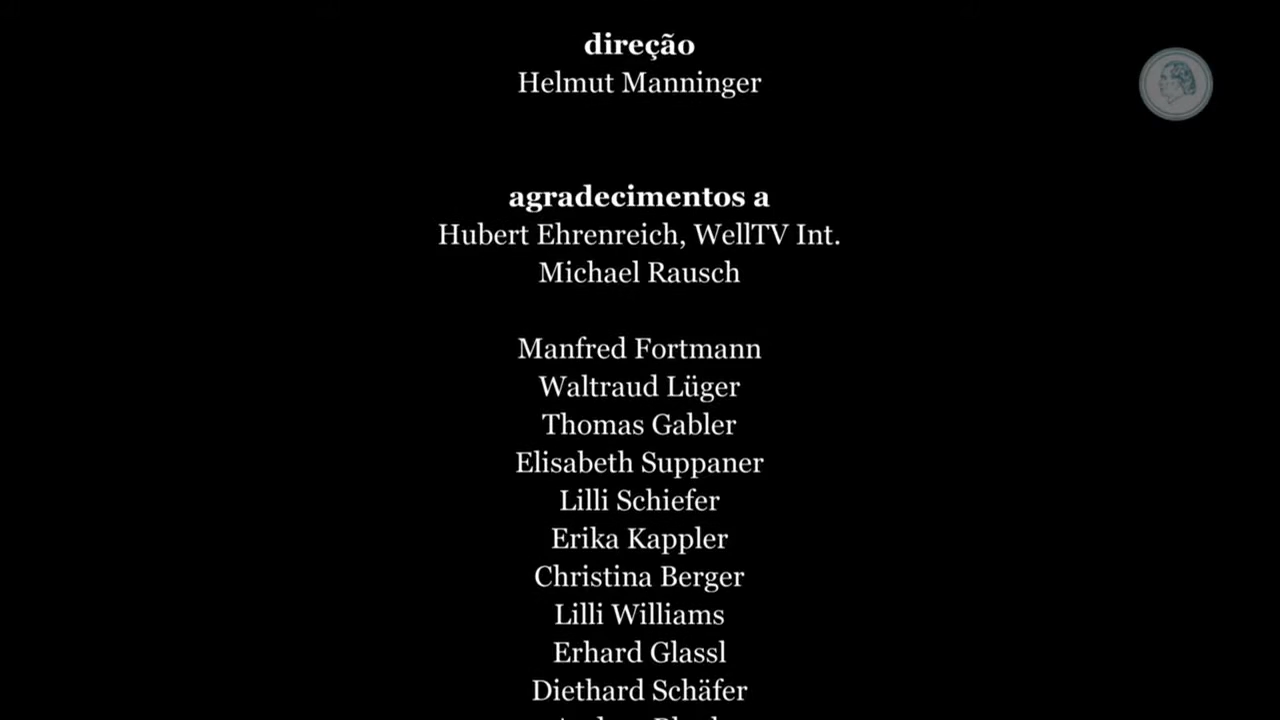 direção
Helmut Manninger
agradecimentos a
Hubert Ehrenreich, WellTV Int.
Michael Rausch
Manfred Fortmann
Waltraud Lüger
Thomas Gabler
Elisabeth Suppaner
Lilli Schiefer
Erika Kappler
Christina Berger
Lilli Williams
Erhard Glassl
Diethard Schäfer